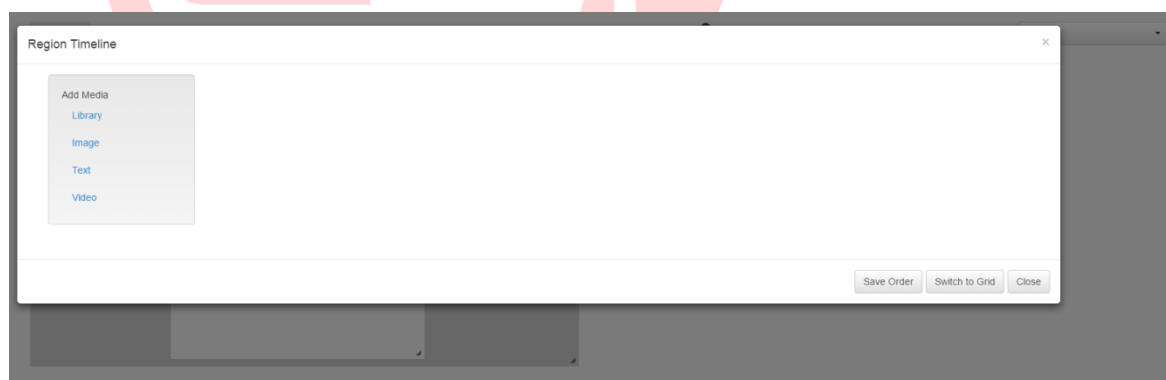 Region Timeline
×
Add Media
Library
Image
Text
Video
Save Order Switch to Grid Close